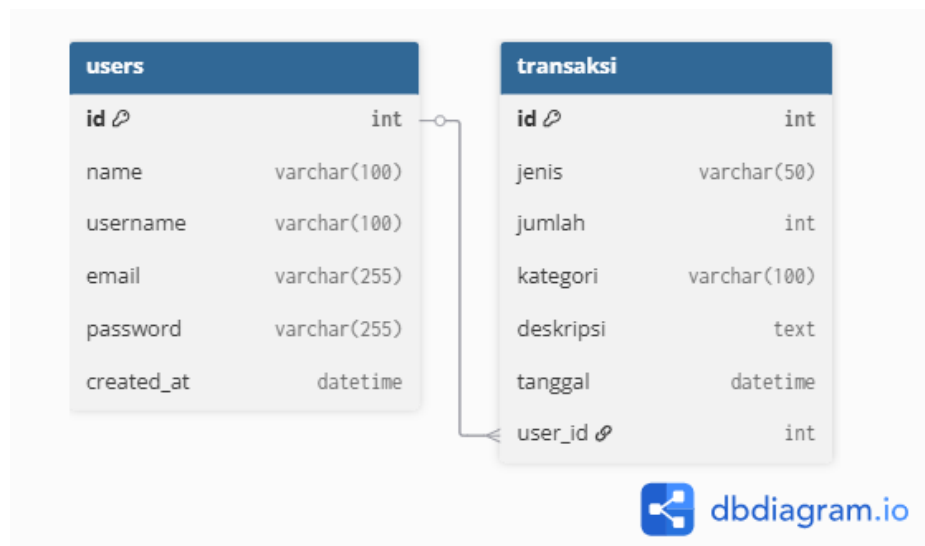 users
id int
name varchar(100)
username varchar(100)
email varchar(255)
password varchar(255)
created_at datetime
transaksi
id int
jenis varchar(50)
jumlah int
kategori varchar(100)
deskripsi text
tanggal datetime
user_id int
dbdiagram.io